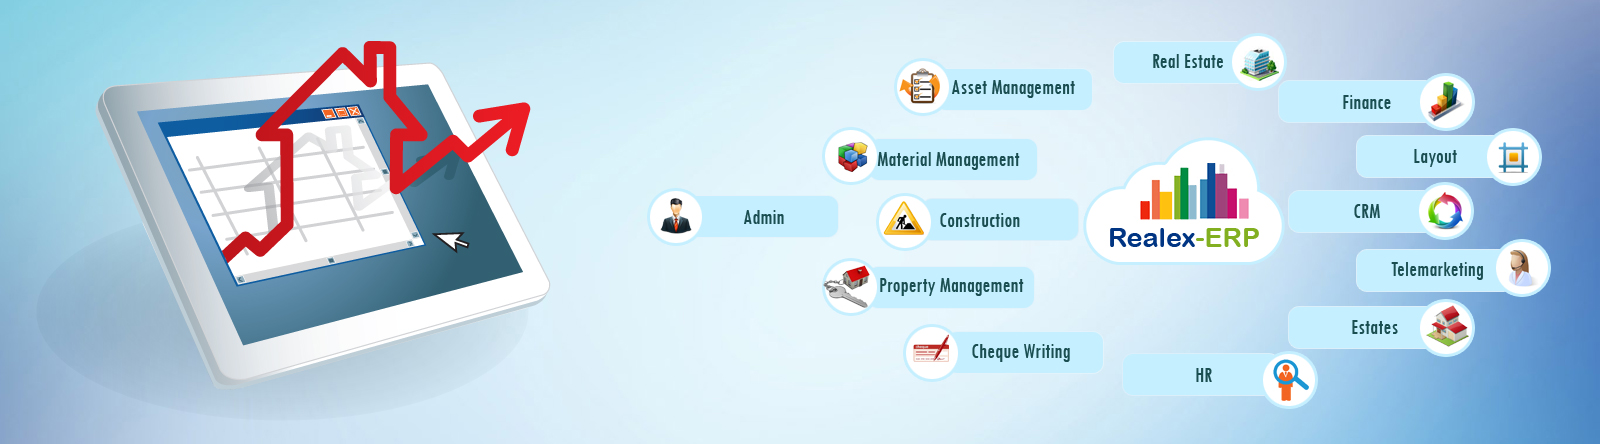 Real Estate
Asset Management
Finance
Material Management
Layout
Admin
Construction
CRM
Realex-ERP
Property Management
Telemarketing
Estates
Cheque Writing
HR